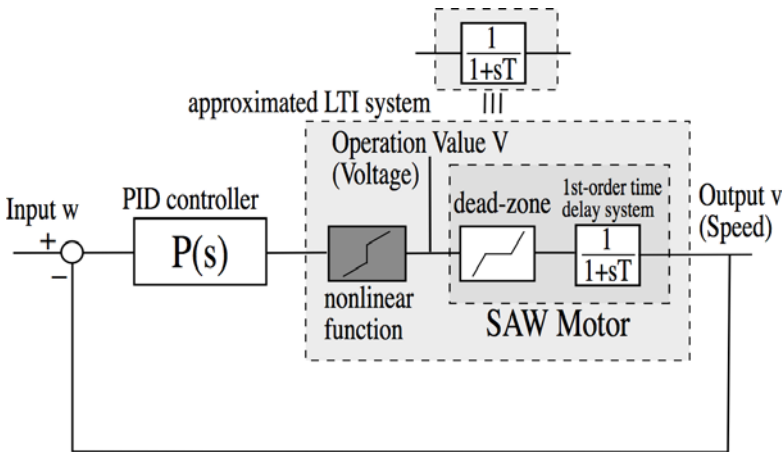 1
1+sT
approximated LTI system
Operation Value V
(Voltage)
Input w
PID controller
+
−
P(s)
nonlinear
function
dead-zone
1st-order time
delay system
1
1+sT
SAW Motor
Output v
(Speed)